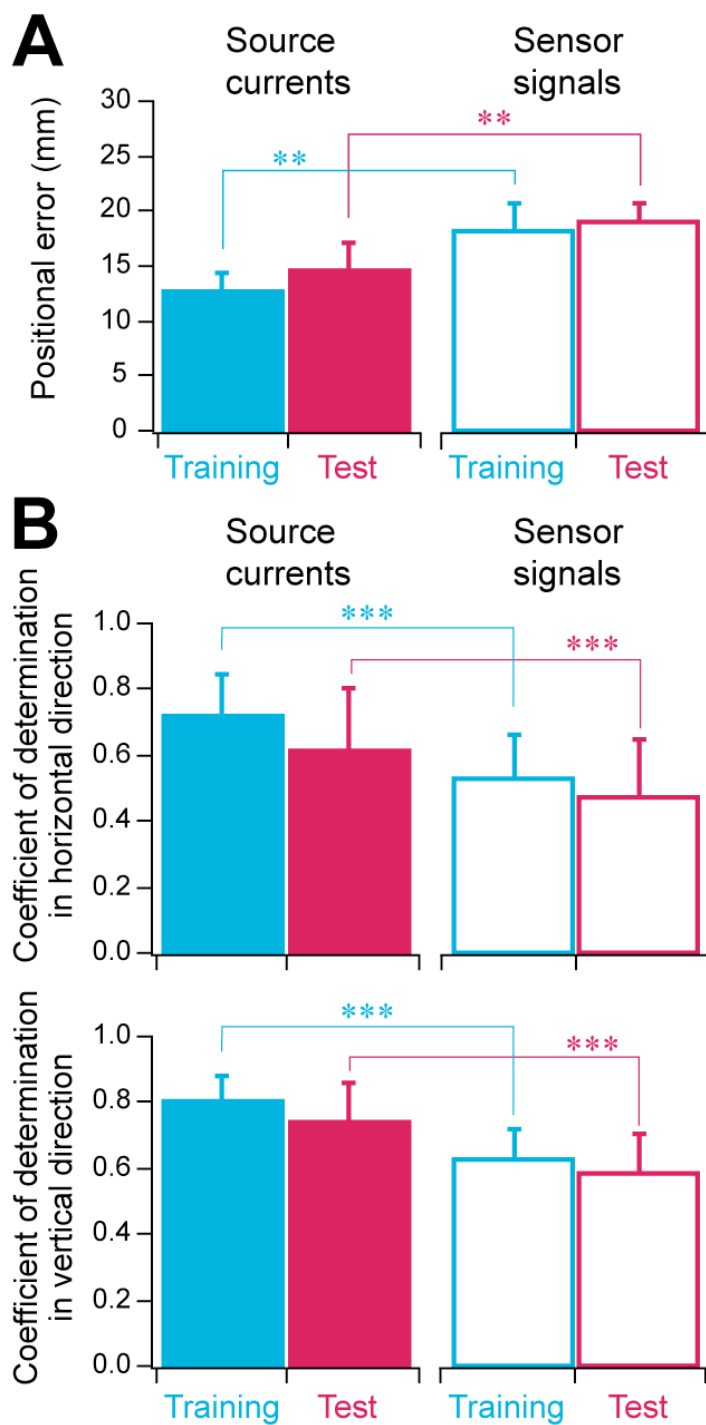 A
Source
currents
Sensor
signals
Positional error (mm)
30
25
20
15
10
5
0
**
**
Training
Test
Training
Test
B
Source
currents
Sensor
signals
Coefficient of determination
in horizontal direction
1.0
0.8
0.6
0.4
0.2
0.0
***
***
Coefficient of determination
in vertical direction
1.0
0.8
0.6
0.4
0.2
0.0
***
***
Training
Test
Training
Test